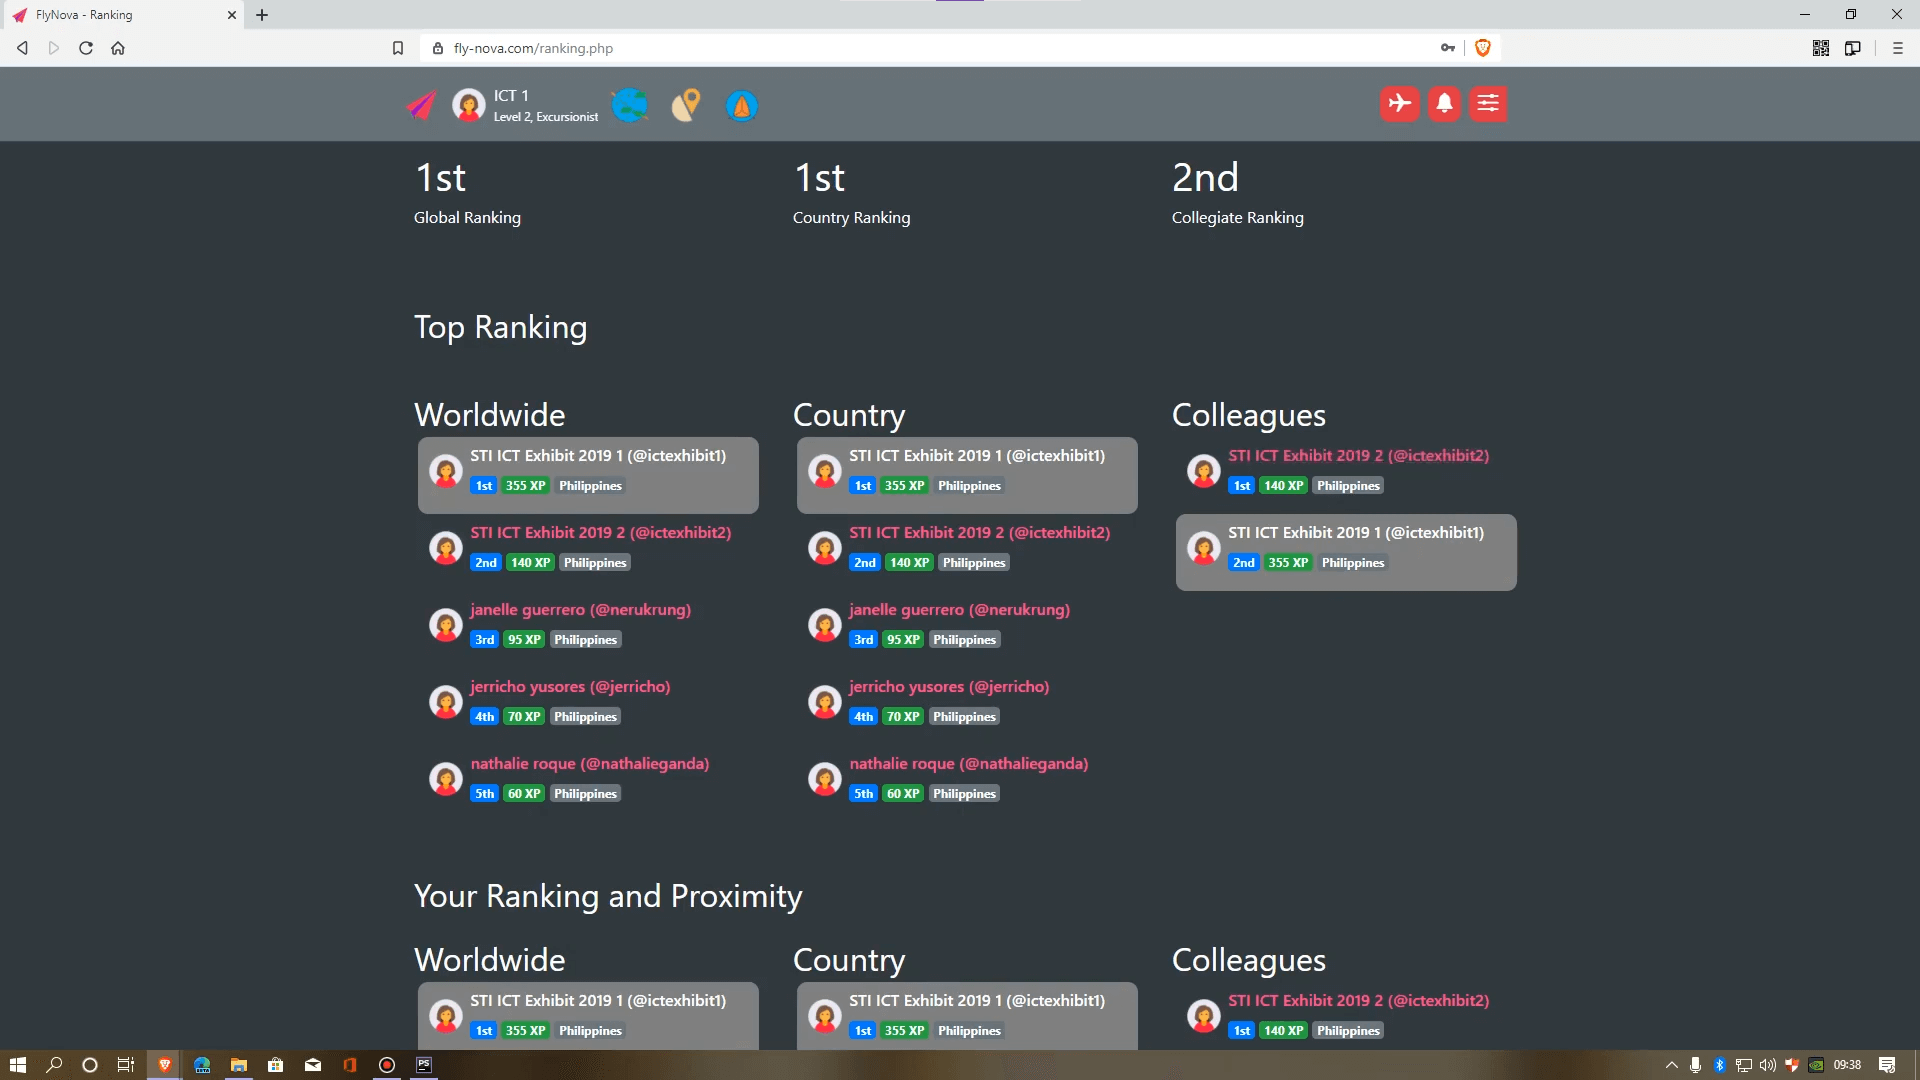 FlyNova - Ranking
fly-nova.com/ranking.php
ICT 1
Level 2, Excursionist
1st
Global Ranking
1st
Country Ranking
2nd
Collegiate Ranking
Top Ranking
Worldwide
STI ICT Exhibit 2019 1 (@ictexhibit1)
1st 355 XP Philippines
STI ICT Exhibit 2019 2 (@ictexhibit2)
2nd 140 XP Philippines
janelle guerrero (@nerukrung)
3rd 95 XP Philippines
jerricho yusores (@jerricho)
4th 70 XP Philippines
nathalie roque (@nathalieganda)
5th 60 XP Philippines
Country
STI ICT Exhibit 2019 1 (@ictexhibit1)
1st 355 XP Philippines
STI ICT Exhibit 2019 2 (@ictexhibit2)
2nd 140 XP Philippines
janelle guerrero (@nerukrung)
3rd 95 XP Philippines
jerricho yusores (@jerricho)
4th 70 XP Philippines
nathalie roque (@nathalieganda)
5th 60 XP Philippines
Colleagues
STI ICT Exhibit 2019 2 (@ictexhibit2)
1st 140 XP Philippines
STI ICT Exhibit 2019 1 (@ictexhibit1)
2nd 355 XP Philippines
Your Ranking and Proximity
Worldwide
STI ICT Exhibit 2019 1 (@ictexhibit1)
1st 355 XP Philippines
Country
STI ICT Exhibit 2019 1 (@ictexhibit1)
1st 355 XP Philippines
Colleagues
STI ICT Exhibit 2019 2 (@ictexhibit2)
1st 140 XP Philippines
PS
09:38